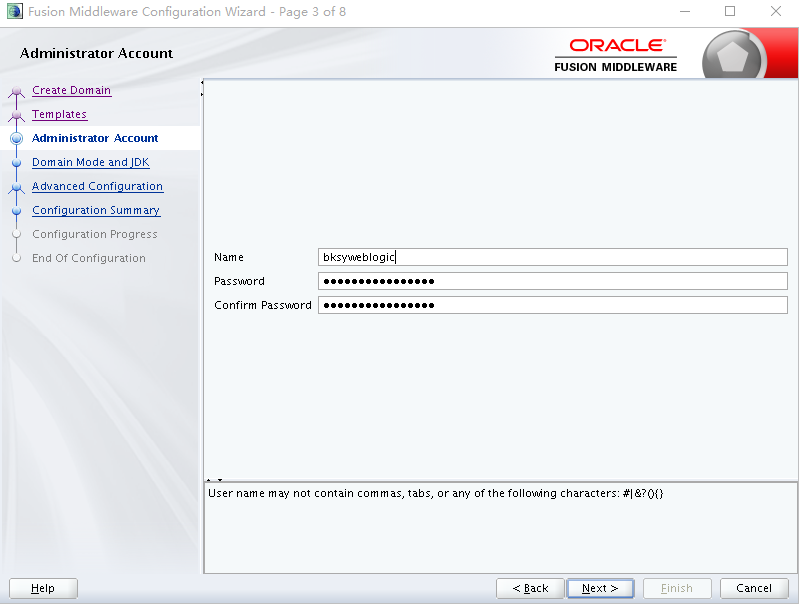 Fusion Middleware Configuration Wizard - Page 3 of 8
Administrator Account
ORACLE
FUSION MIDDLEWARE
Create Domain
Templates
Administrator Account
Domain Mode and JDK
Advanced Configuration
Configuration Summary
Configuration Progress
End Of Configuration
Name bksyweblogic
Password ●●●●●●●●●●●●●●●●
Confirm Password ●●●●●●●●●●●●●●●●
User name may not contain commas, tabs, or any of the following characters: #|&?(){}
Help < Back Next > Finish Cancel